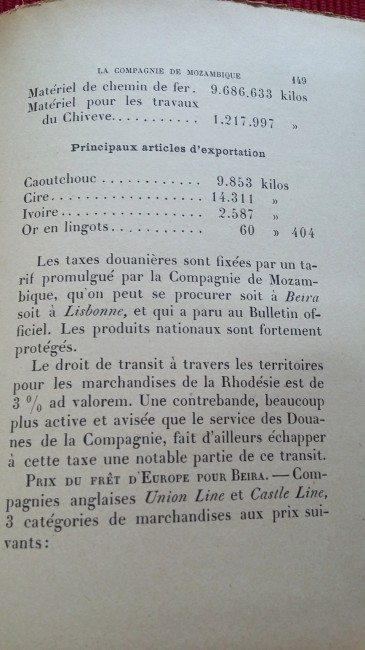 LA COMPAGNIE DE MOZAMBIQUE 149
Matériel de chemin de fer. 9.686.633 kilos
Matériel pour les travaux
du Chiveve........... 1.217.997 »
Principaux articles d'exportation
Caoutchouc ............ 9.853 kilos
Cire................... 14.311 »
Ivoire................. 2.587 »
Or en lingots........... 60 » 404
Les taxes douanières sont fixées par un ta-
rif promulgué par la Compagnie de Mozam-
bique, qu'on peut se procurer soit à Beira
soit à Lisbonne, et qui a paru au Bulletin of-
ficiel. Les produits nationaux sont fortement
protégés.
Le droit de transit à travers les territoires
pour les marchandises de la Rhodésie est de
3 % ad valorem. Une contrebande, beaucoup
plus active et avisée que le service des Doua-
nes de la Compagnie, fait d'ailleurs échapper
à cette taxe une notable partie de ce transit.
PRIX DU FRÊT D'EUROPE POUR BEIRA. — Com-
pagnies anglaises Union Line et Castle Line,
3 catégories de marchandises aux prix sui-
vants :